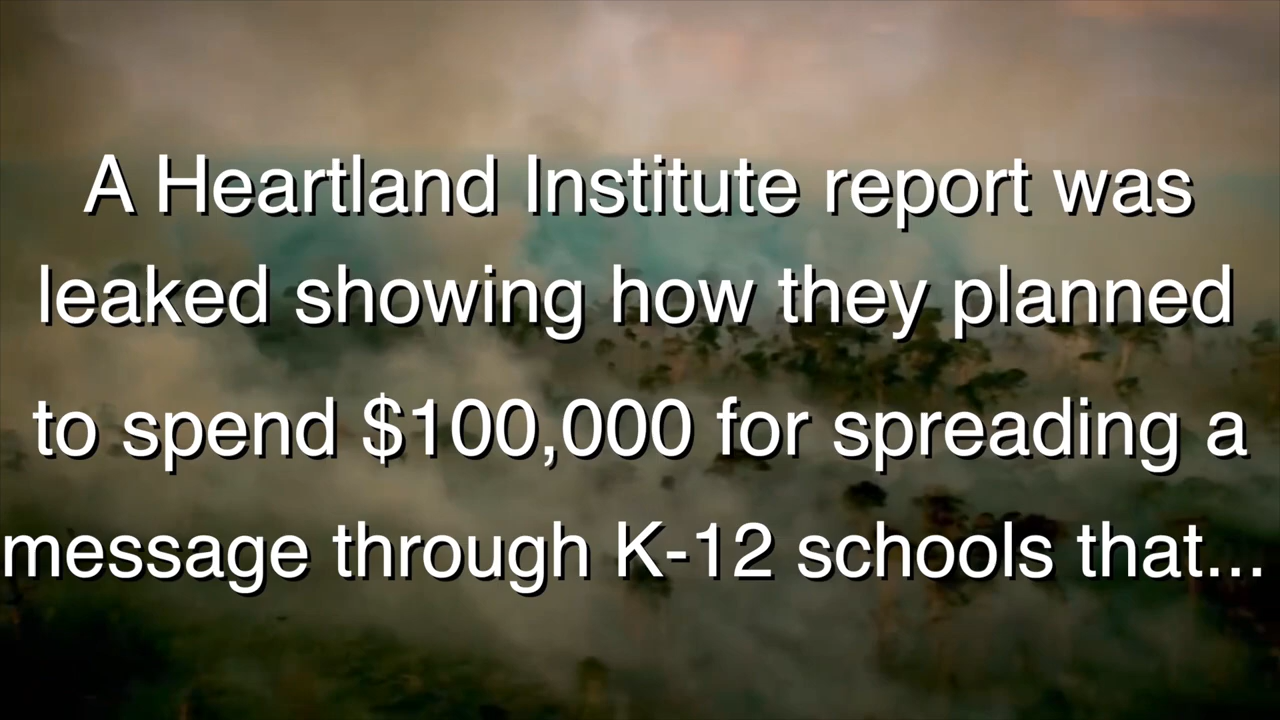 A Heartland Institute report was
leaked showing how they planned
to spend $100,000 for spreading a
message through K-12 schools that...